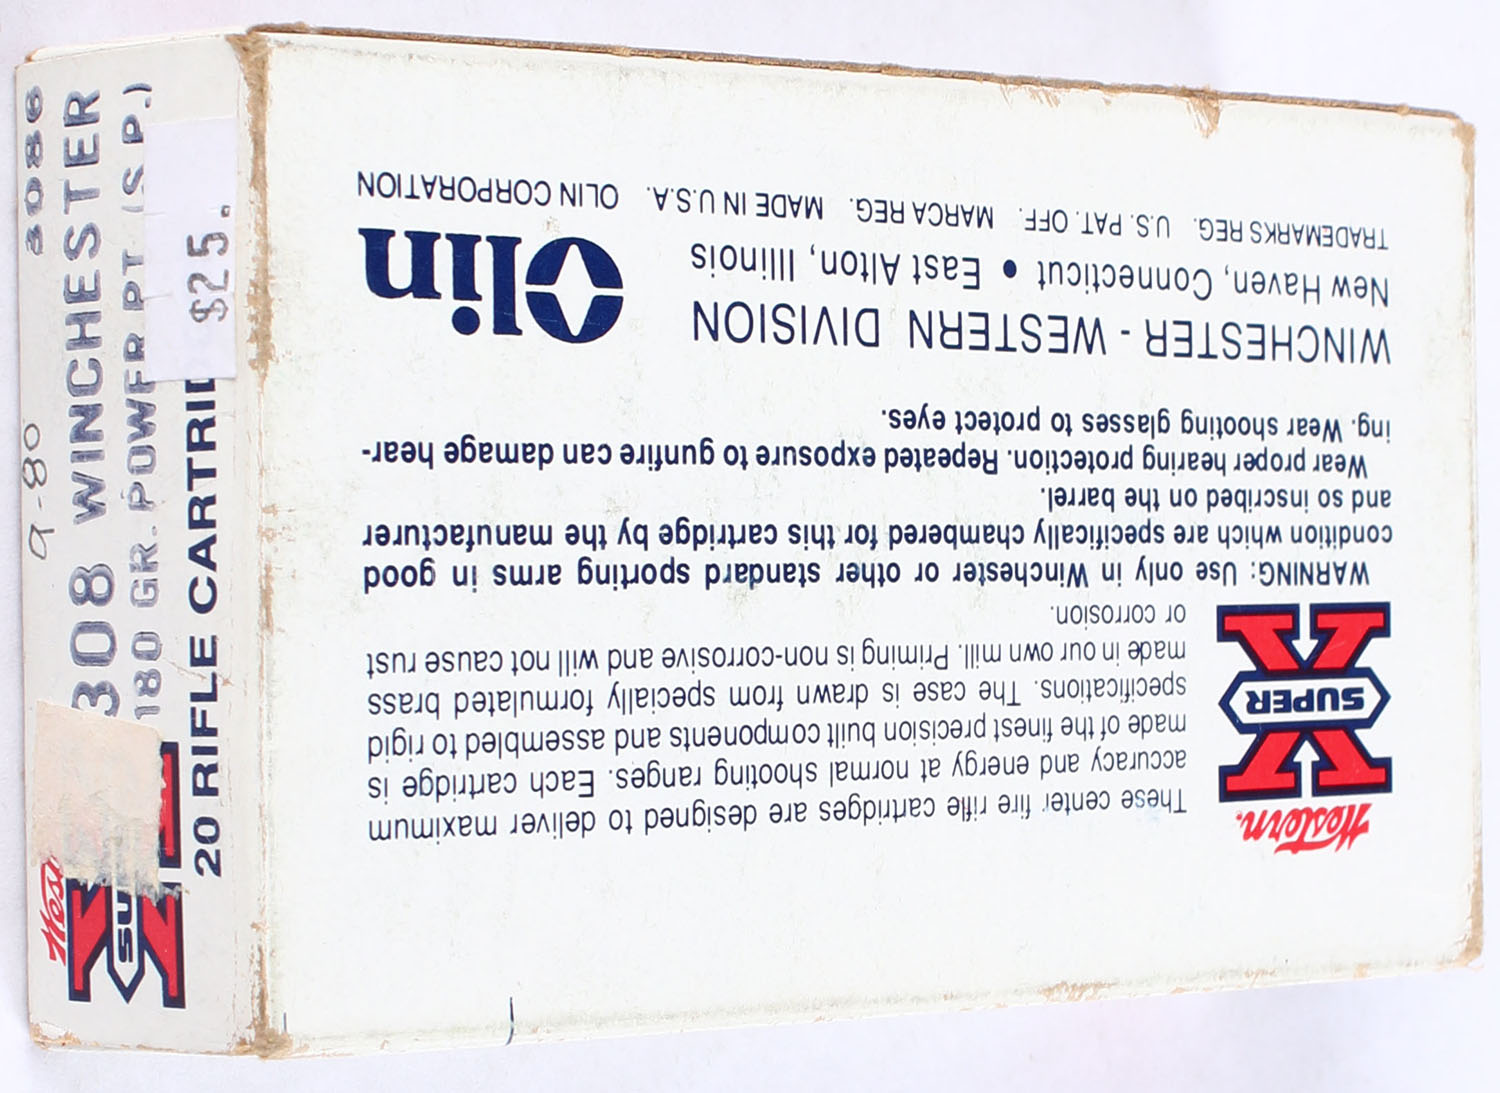 Western
SUPER
X
These center fire rifle cartridges are designed to deliver maximum
accuracy and energy at normal shooting ranges. Each cartridge is
made of the finest precision built components and assembled to rigid
specifications. The case is drawn from specially formulated brass
made in our own mill. Priming is non-corrosive and will not cause rust
or corrosion.
WARNING: Use only in Winchester or other standard sporting arms in good
condition which are specifically chambered for this cartridge by the manufacturer
and so inscribed on the barrel.
Wear proper hearing protection. Repeated exposure to gunfire can damage hear-
ing. Wear shooting glasses to protect eyes.
WINCHESTER - WESTERN DIVISION
New Haven, Connecticut • East Alton, Illinois
Olin
TRADEMARKS REG. U.S. PAT. OFF. MARCA REG. MADE IN U.S.A. OLIN CORPORATION
9-80
308 WINCHESTER
180 GR. POWER PT (S.P.)
20 RIFLE CARTRID
$25.
West
SU